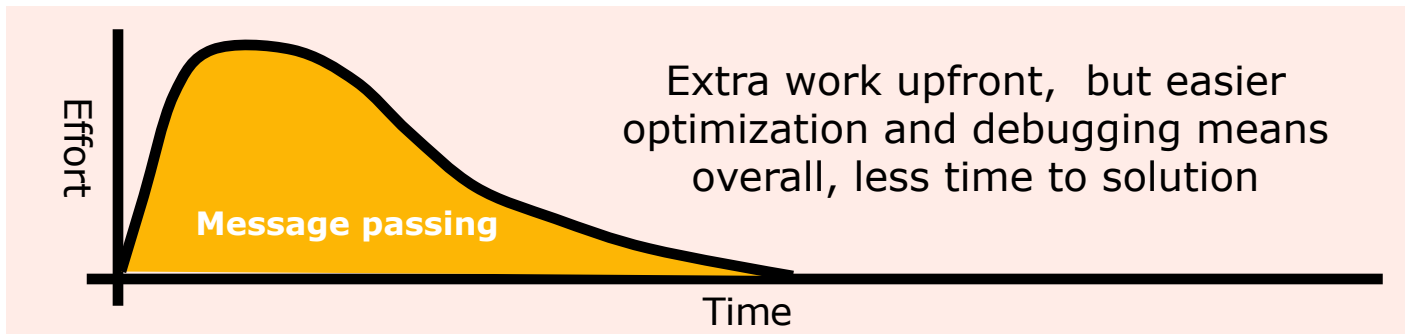 Effort
Extra work upfront,  but easier
optimization and debugging means
overall, less time to solution
Message passing
Time